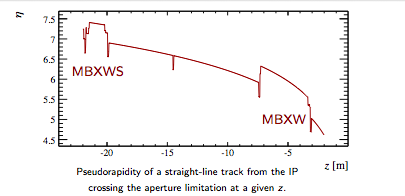 η
7.5
7
6.5
6
5.5
5
4.5
MBXWS
MBXW
-20
-15
-10
-5
z [m]
Pseudorapidity of a straight-line track from the IP
crossing the aperture limitation at a given z.